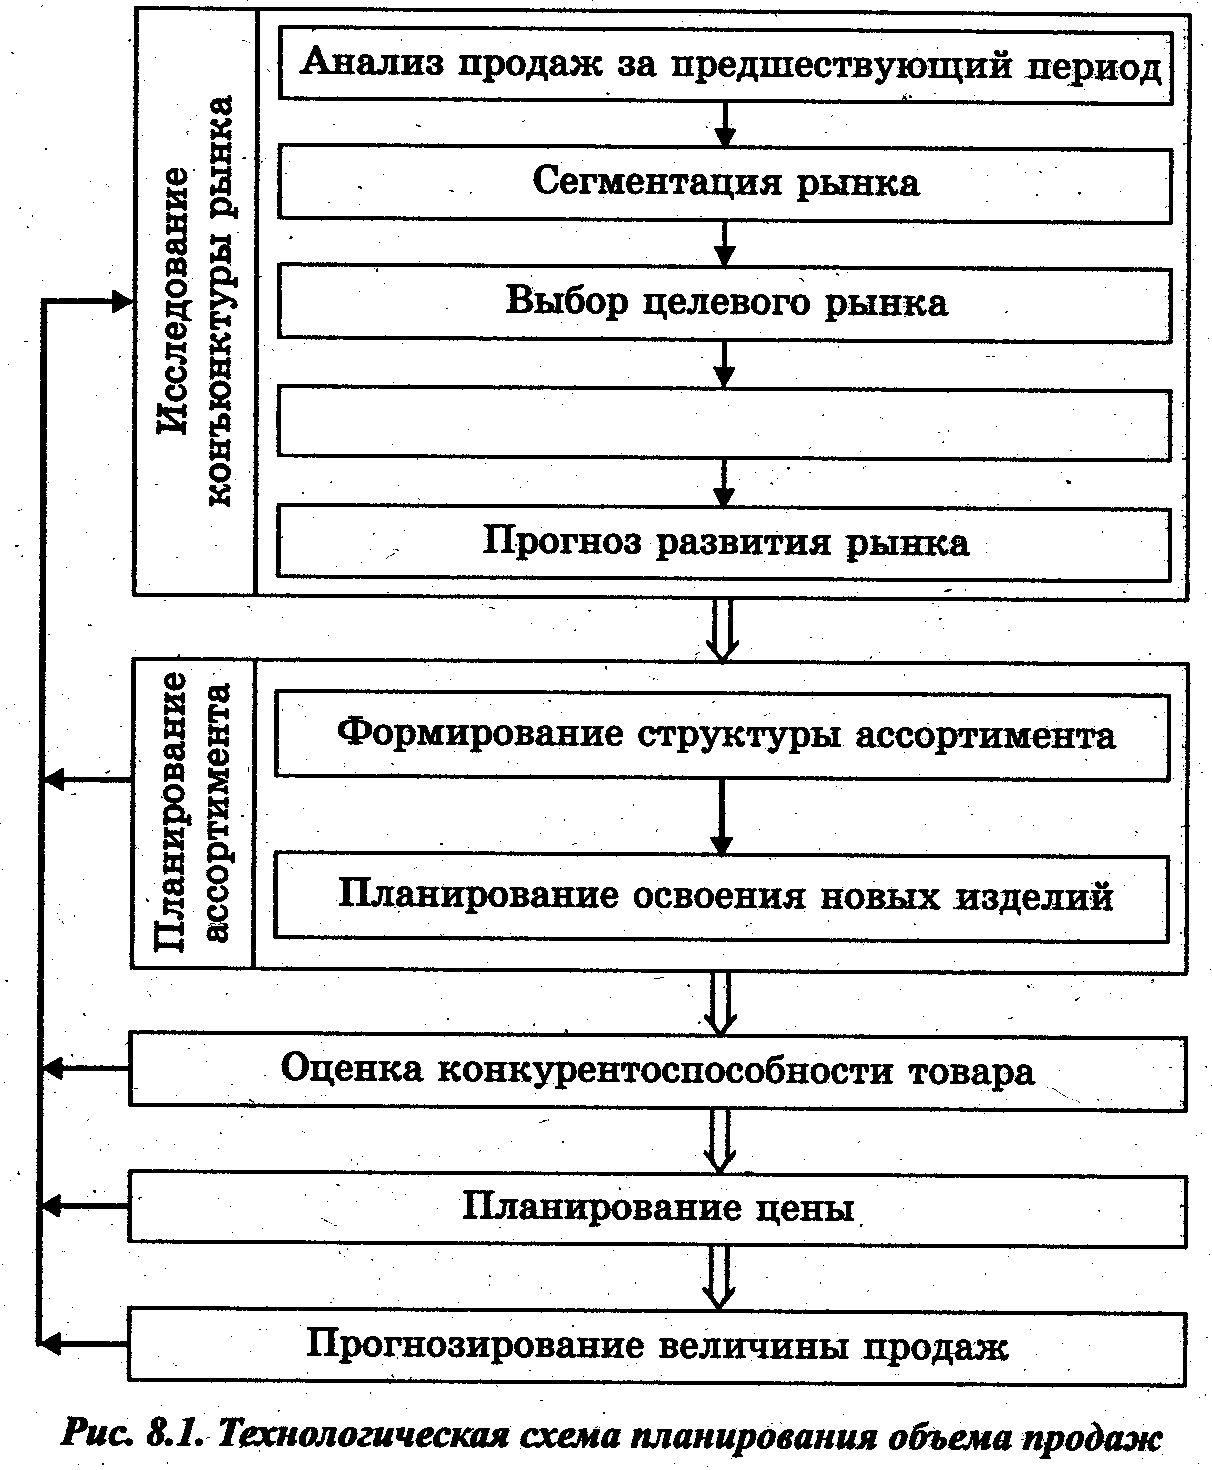 Исследование
конъюнктуры рынка
Анализ продаж за предшествующий период
Сегментация рынка
Выбор целевого рынка
Прогноз развития рынка
Планирование
ассортимента
Формирование структуры ассортимента
Планирование освоения новых изделий
Оценка конкурентоспособности товара
Планирование цены
Прогнозирование величины продаж
Рис. 8.1. Технологическая схема планирования объема продаж